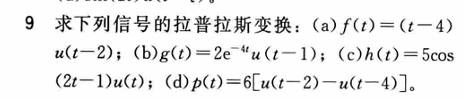 9 求下列信号的拉普拉斯变换：(a)f(t)=(t−4)
u(t−2)；(b)g(t)=2e⁻⁴ᵗu(t−1)；(c)h(t)=5cos
(2t−1)u(t)；(d)p(t)=6[u(t−2)−u(t−4)]。